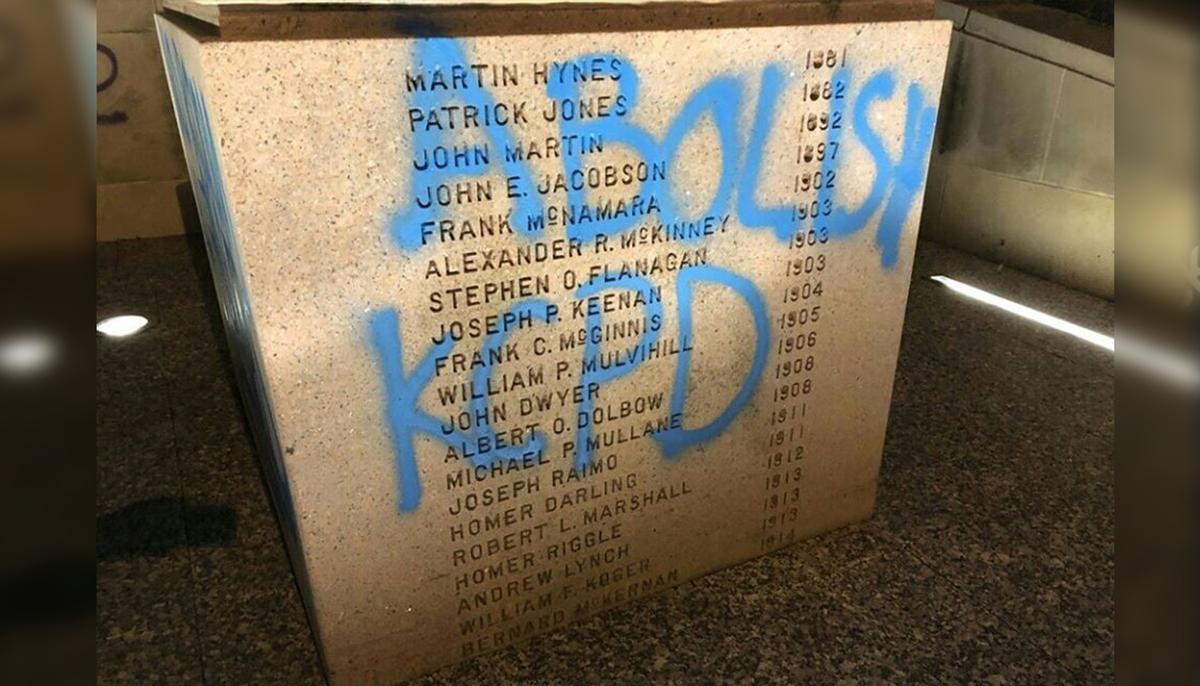 MARTIN HYNES 1881
PATRICK JONES 1882
JOHN MARTIN 1892
JOHN E. JACOBSON 1897
FRANK McNAMARA 1902
ALEXANDER R. McKINNEY 1903
STEPHEN O. FLANAGAN 1903
JOSEPH P. KEENAN 1903
FRANK C. McGINNIS 1904
WILLIAM P. MULVIHILL 1905
JOHN DWYER 1906
ALBERT O. DOLBOW 1908
MICHAEL P. MULLANE 1908
JOSEPH RAIMO 1911
HOMER DARLING 1911
ROBERT L. MARSHALL 1912
HOMER RIGGLE 1913
ANDREW LYNCH 1913
WILLIAM F. KOGER 1913
BERNARD McKERNAN 1914
ABOLISH
KCPD